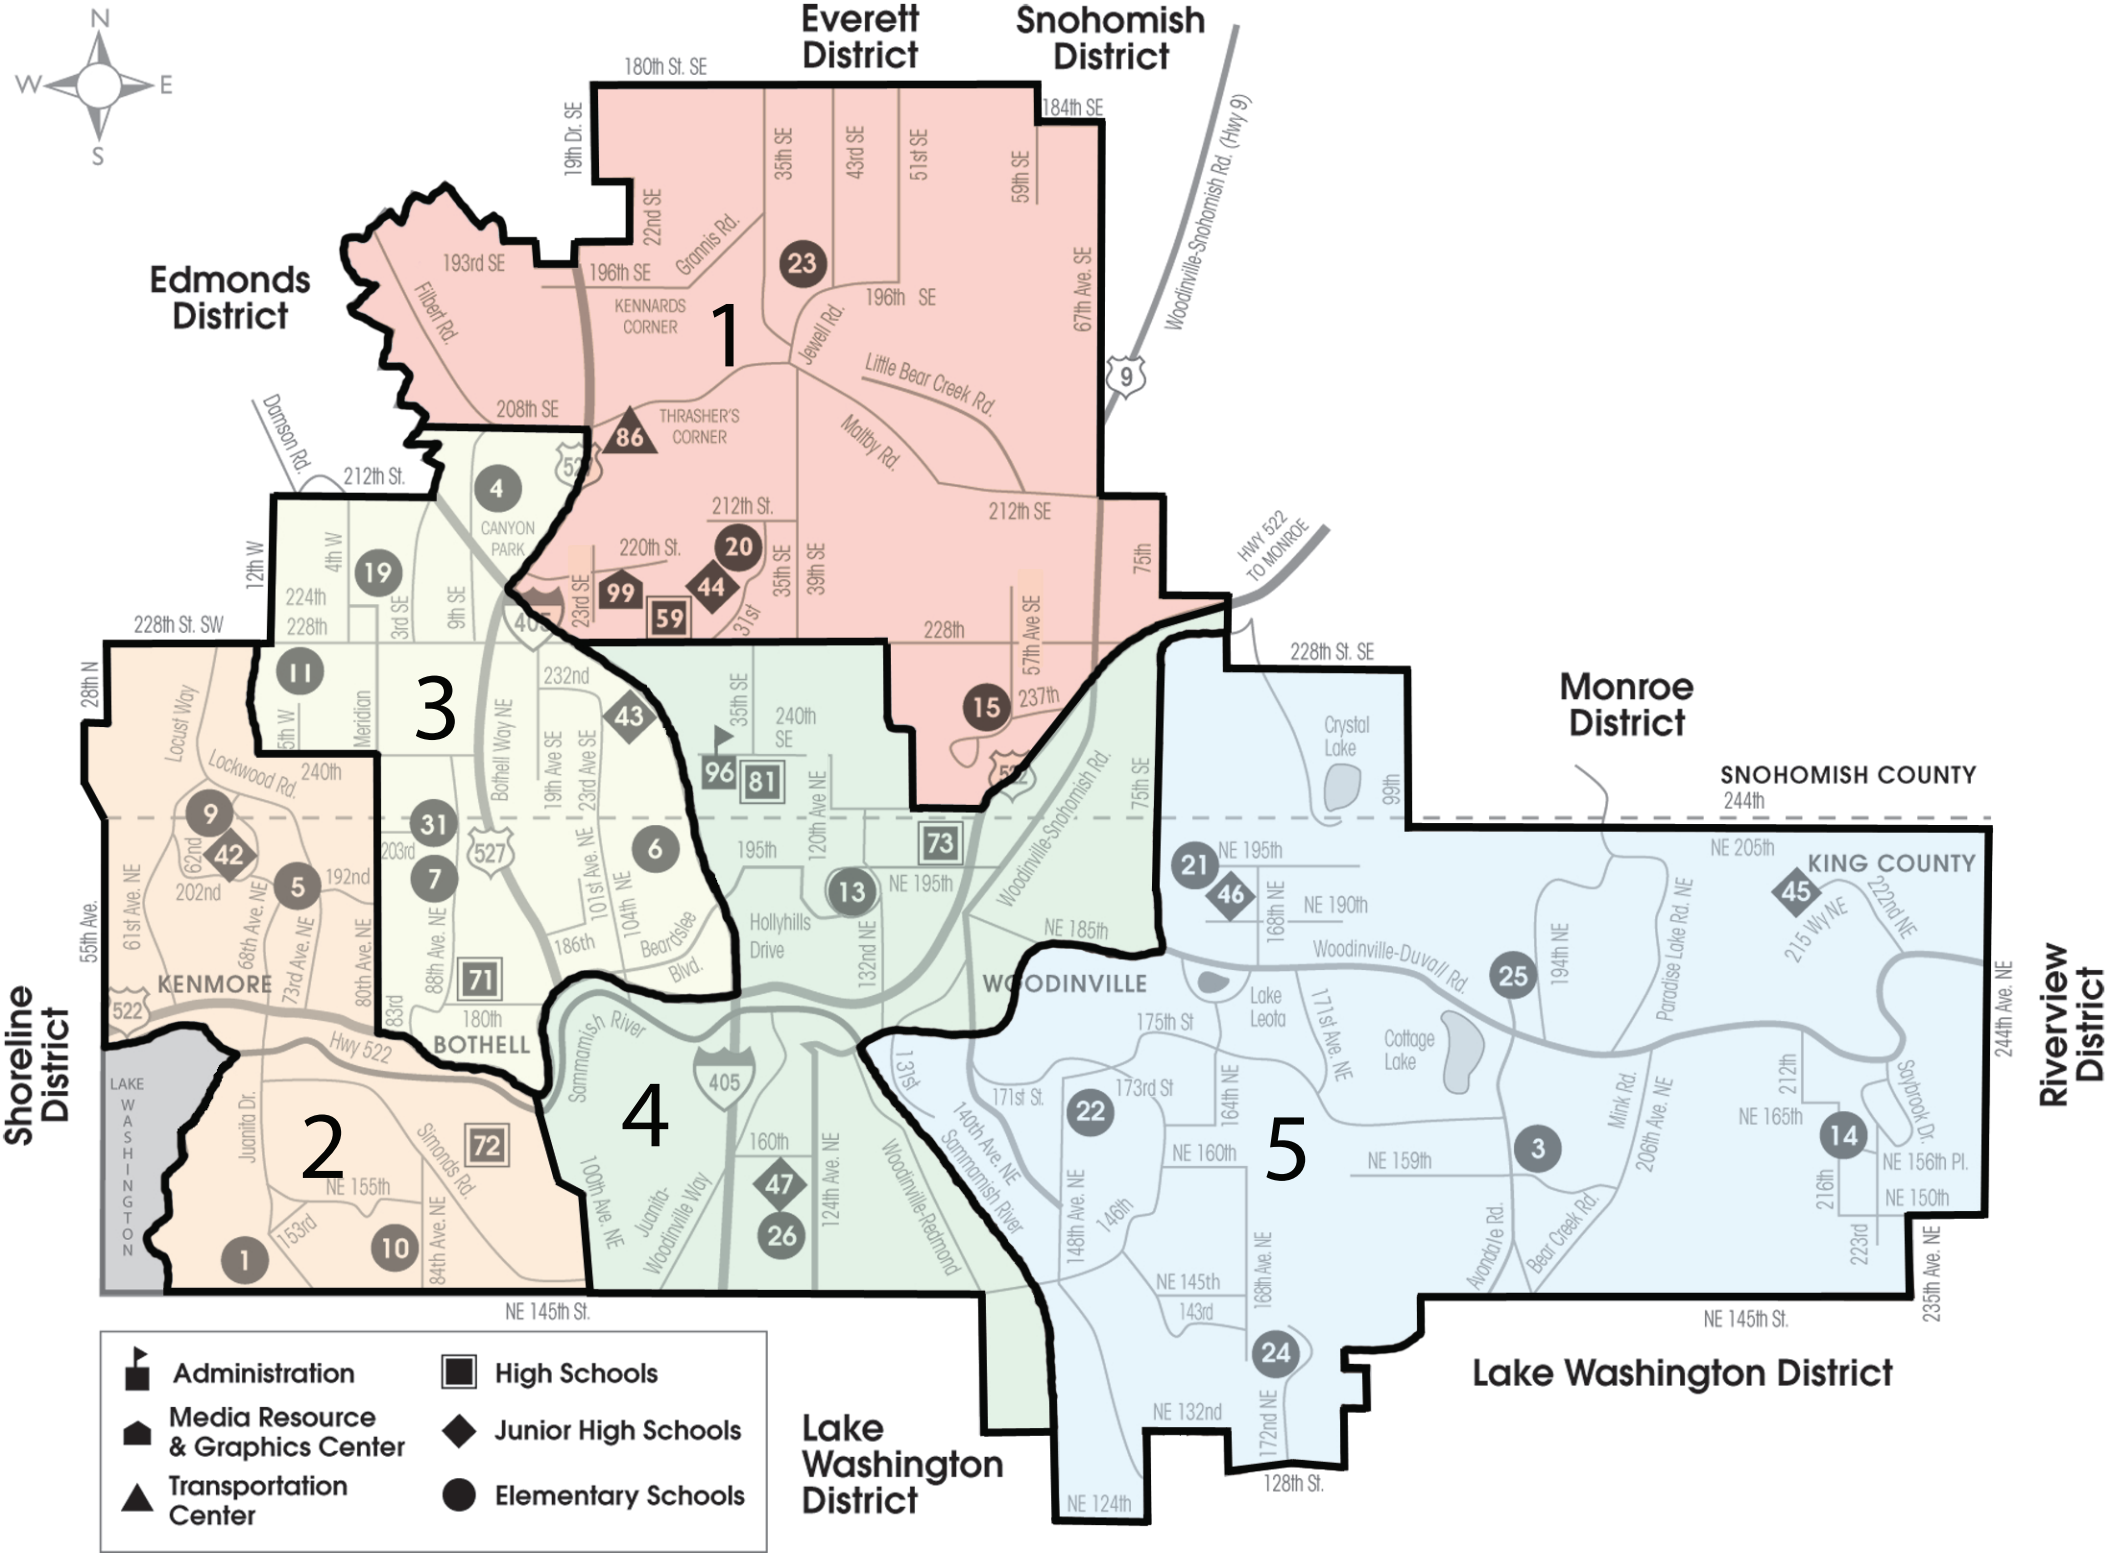 N
W
E
S
Everett
District
Snohomish
District
180th St. SE
184th SE
19th Dr. SE
22nd SE
35th SE
43rd SE
51st SE
59th SE
67th Ave. SE
Woodinville-Snohomish Rd. (Hwy 9)
9
Edmonds
District
193rd SE
Filbert Rd.
196th SE
Grannis Rd.
23
196th SE
KENNARDS
CORNER
1
Jewell Rd.
Little Bear Creek Rd.
208th SE
THRASHER'S
CORNER
86
Maltby Rd.
Damson Rd.
212th St.
4
CANYON
PARK
212th St.
212th SE
20
220th St.
99
44
59
23rd SE
31st
35th SE
39th SE
75th
HWY 522
TO MONROE
12th W
4th W
19
224th
228th
3rd SE
9th SE
405
228th St. SW
228th
57th Ave SE
237th
15
522
228th St. SE
28th N
Locust Way
11
5th W
Meridian
3
Bothell Way NE
232nd
43
19th Ave SE
23rd Ave SE
35th SE
240th
SE
96
81
120th Ave NE
Woodinville-Snohomish Rd.
75th SE
Crystal
Lake
99th
Monroe
District
SNOHOMISH COUNTY
244th
Lockwood Rd.
240th
9
42
62nd
202nd
5
192nd
61st Ave. NE
68th Ave. NE
73rd Ave. NE
80th Ave. NE
55th Ave.
31
203rd
7
527
88th Ave. NE
83rd
71
180th
BOTHELL
101st Ave. NE
104th NE
6
186th
Beardslee
Blvd.
195th
73
13
NE 195th
Hollyhills
Drive
132nd NE
NE 185th
WOODINVILLE
21
NE 195th
46
168th NE
NE 190th
NE 205th
KING COUNTY
45
222nd NE
215 Wly NE
Woodinville-Duvall Rd.
25
194th NE
Paradise Lake Rd. NE
244th Ave. NE
Riverview
District
Shoreline
District
KENMORE
522
Hwy 522
LAKE
WASHINGTON
Juanita Dr.
2
Simonds Rd.
72
NE 155th
153rd
1
10
84th Ave. NE
NE 145th St.
Sammamish River
405
4
100th Ave. NE
Juanita-
Woodinville Way
160th
47
26
124th Ave. NE
Woodinville-Redmond
131st
140th Ave. NE
Sammamish River
Lake
Leota
171st Ave. NE
175th St
171st St.
173rd St
22
164th NE
NE 160th
5
148th Ave. NE
146th
NE 145th
143rd
168th Ave. NE
24
172nd NE
NE 132nd
NE 124th
128th St.
Cottage
Lake
3
NE 159th
Mink Rd.
206th Ave. NE
Avondale Rd.
Bear Creek Rd.
212th
NE 165th
14
Saybrook Dr.
NE 156th Pl.
NE 150th
216th
223rd
235th Ave. NE
NE 145th St.
Lake Washington District
Lake
Washington
District
Administration
Media Resource
& Graphics Center
Transportation
Center
High Schools
Junior High Schools
Elementary Schools